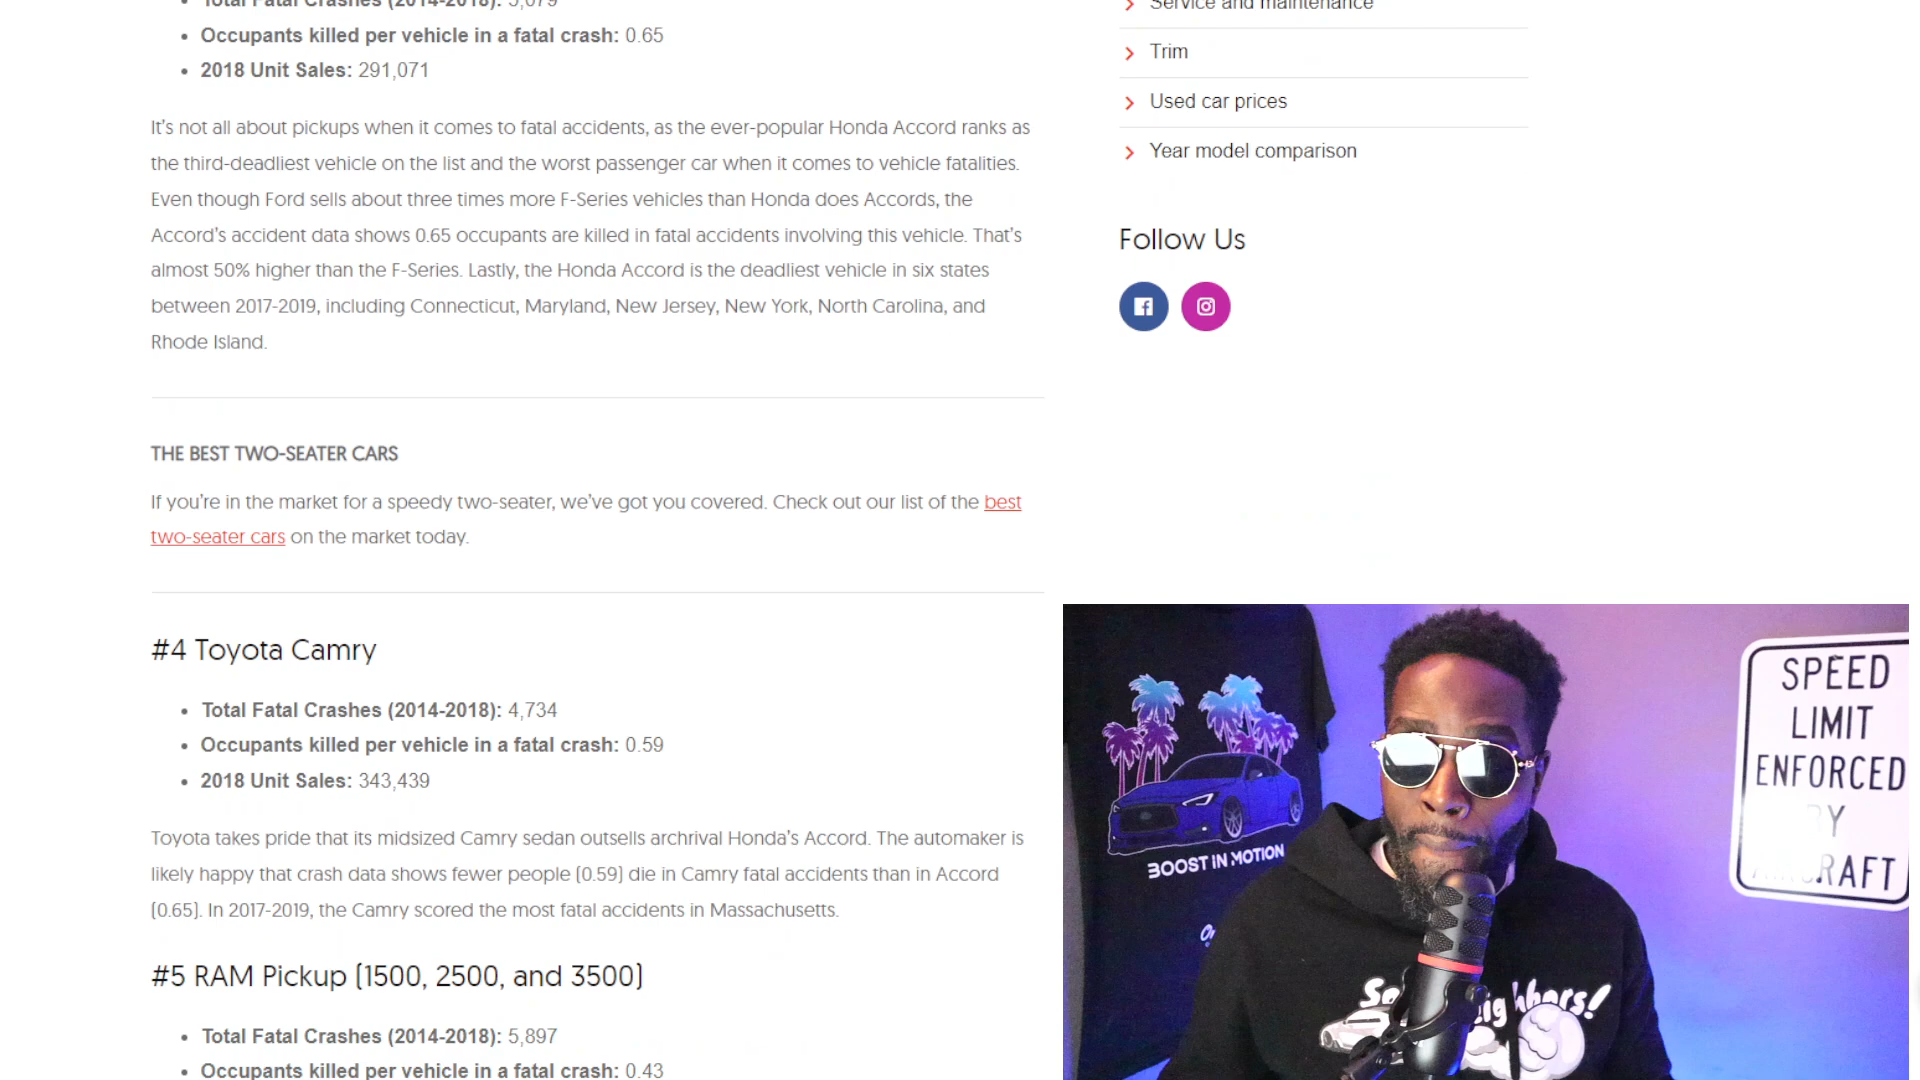 Total Fatal Crashes (2014-2018): 5,079
Occupants killed per vehicle in a fatal crash: 0.65
2018 Unit Sales: 291,071
It’s not all about pickups when it comes to fatal accidents, as the ever-popular Honda Accord ranks as
the third-deadliest vehicle on the list and the worst passenger car when it comes to vehicle fatalities.
Even though Ford sells about three times more F-Series vehicles than Honda does Accords, the
Accord’s accident data shows 0.65 occupants are killed in fatal accidents involving this vehicle. That’s
almost 50% higher than the F-Series. Lastly, the Honda Accord is the deadliest vehicle in six states
between 2017-2019, including Connecticut, Maryland, New Jersey, New York, North Carolina, and
Rhode Island.
THE BEST TWO-SEATER CARS
If you’re in the market for a speedy two-seater, we’ve got you covered. Check out our list of the best
two-seater cars on the market today.
#4 Toyota Camry
Total Fatal Crashes (2014-2018): 4,734
Occupants killed per vehicle in a fatal crash: 0.59
2018 Unit Sales: 343,439
Toyota takes pride that its midsized Camry sedan outsells archrival Honda’s Accord. The automaker is
likely happy that crash data shows fewer people (0.59) die in Camry fatal accidents than in Accord
(0.65). In 2017-2019, the Camry scored the most fatal accidents in Massachusetts.
#5 RAM Pickup (1500, 2500, and 3500)
Total Fatal Crashes (2014-2018): 5,897
Occupants killed per vehicle in a fatal crash: 0.43
Service and maintenance
Trim
Used car prices
Year model comparison
Follow Us
BOOST IN MOTION
SPEED
LIMIT
ENFORCED